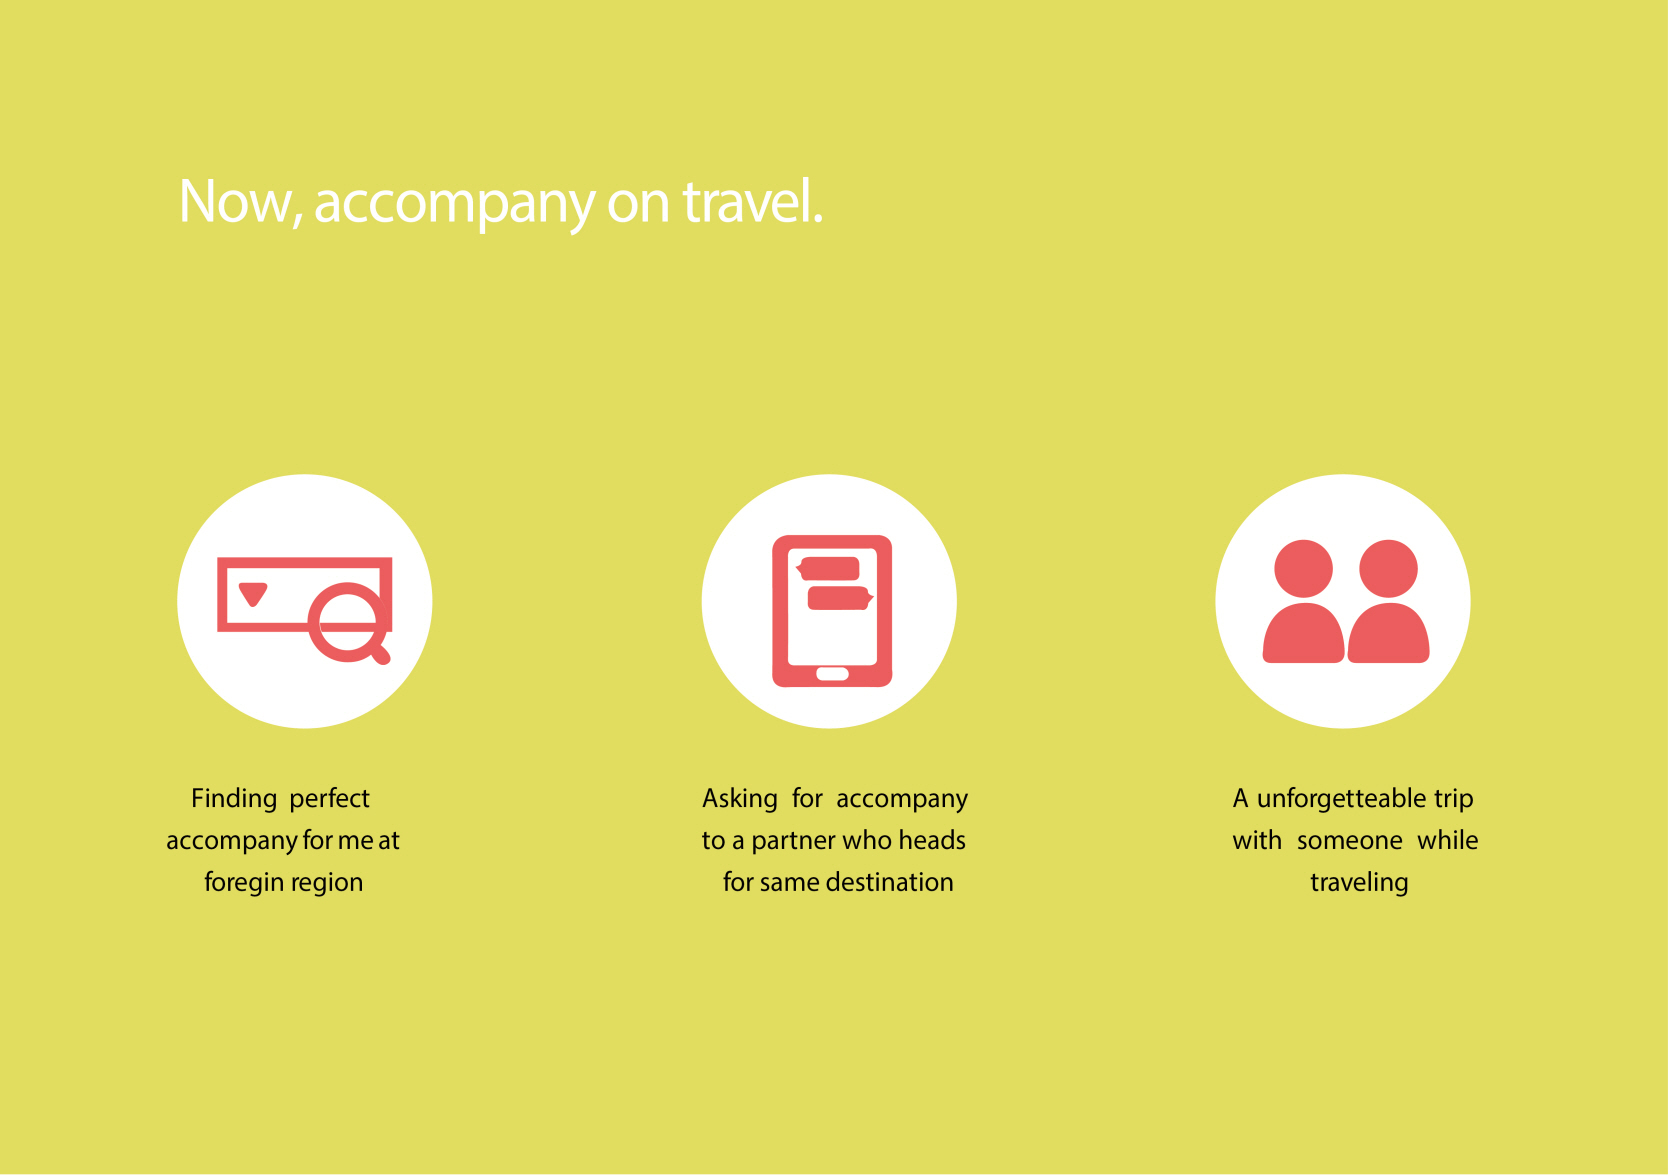 Now, accompany on travel.
Finding perfect
accompany for me at
foregin region
Asking for accompany
to a partner who heads
for same destination
A unforgetteable trip
with someone while
traveling